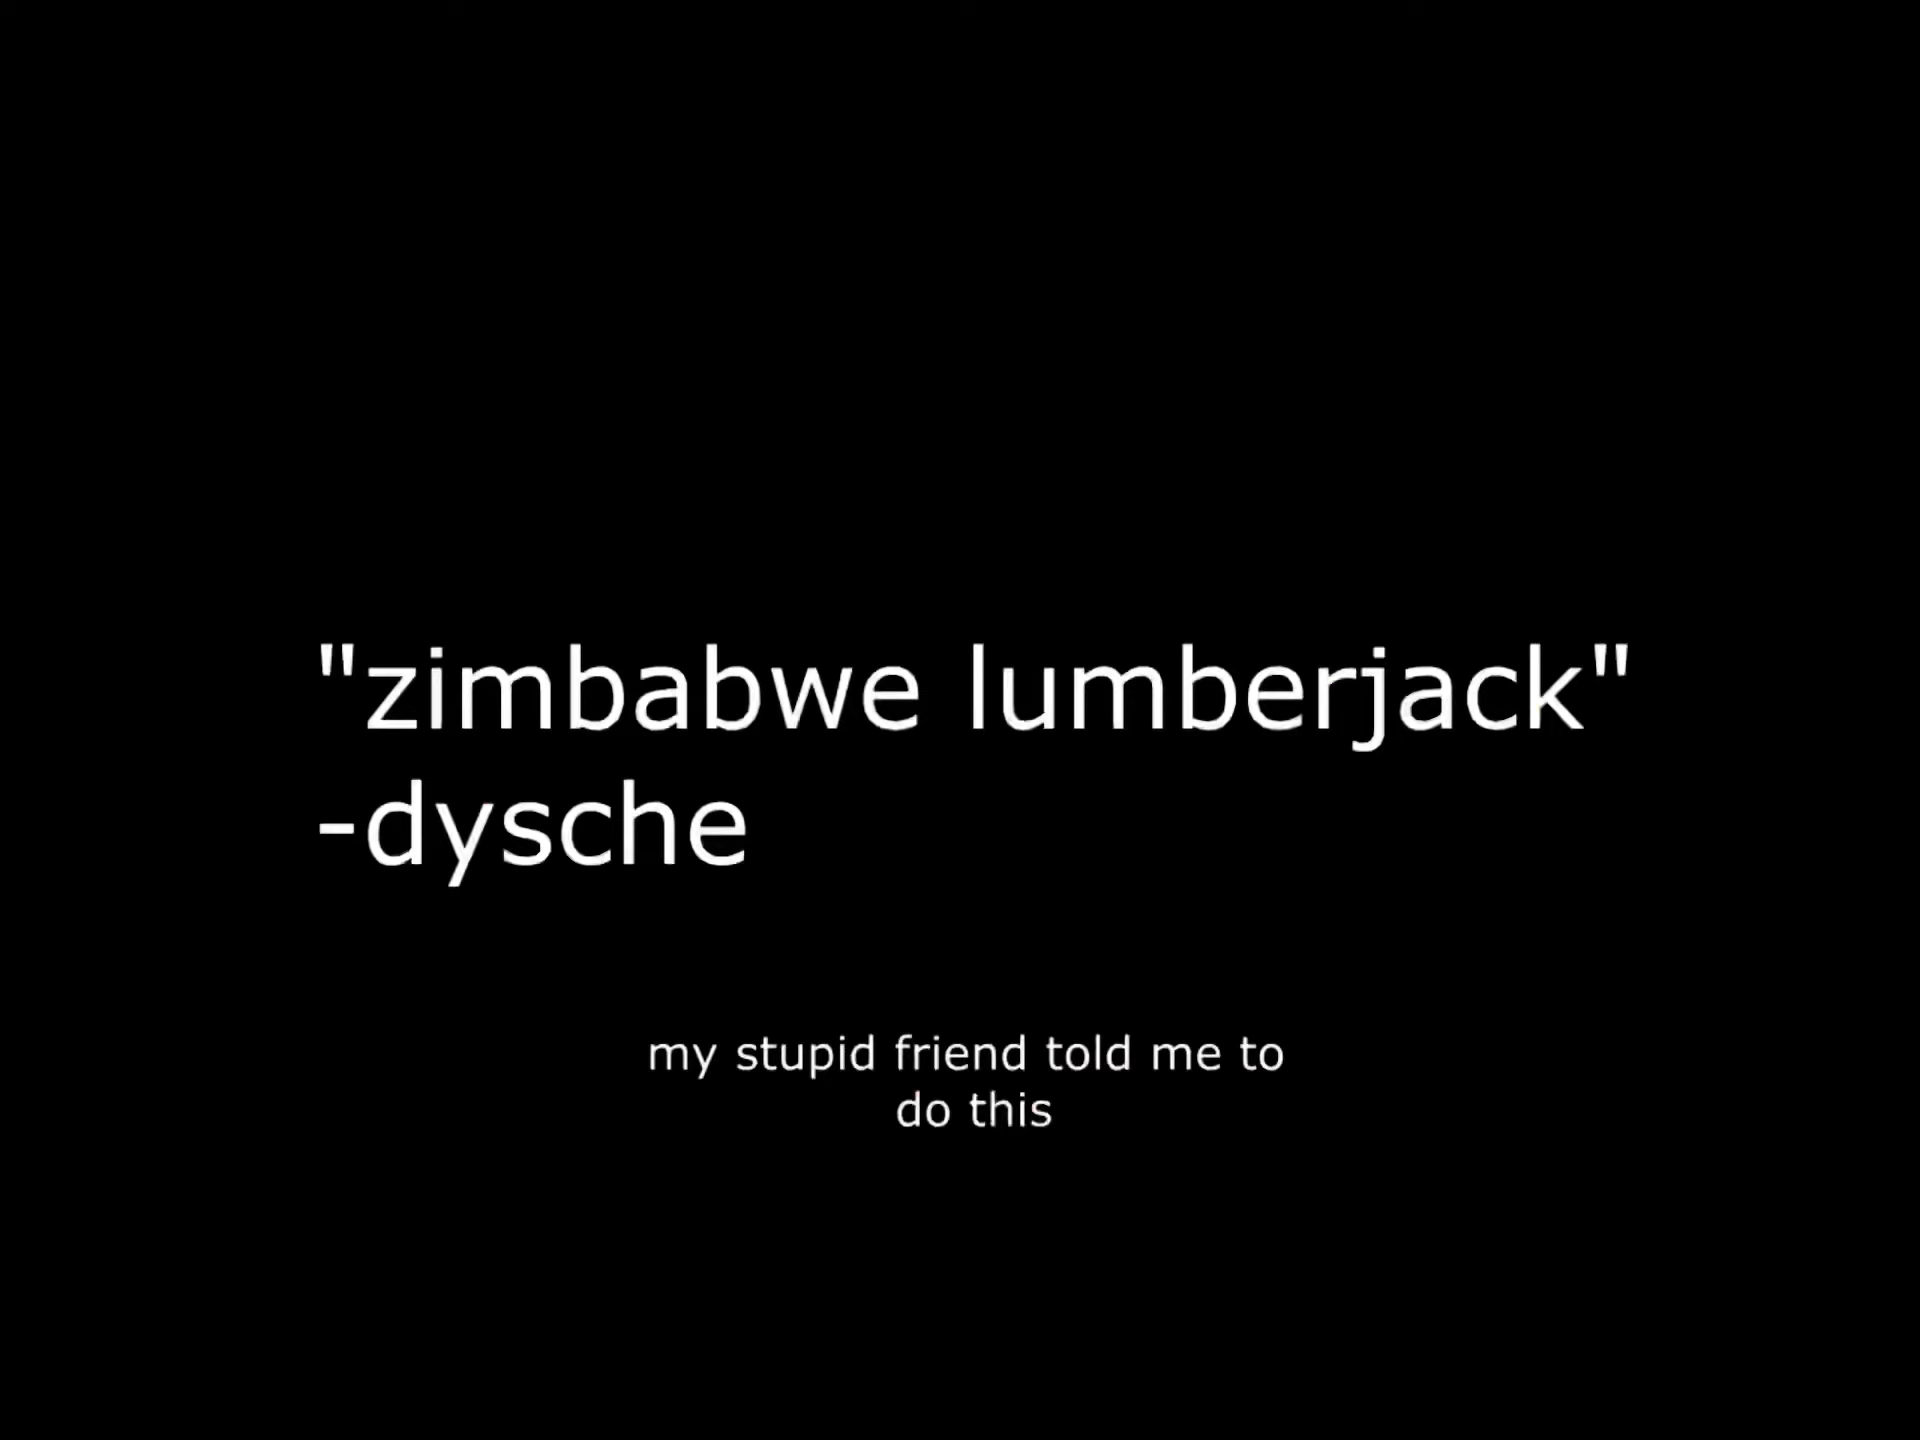 "zimbabwe lumberjack"
-dysche
my stupid friend told me to
do this